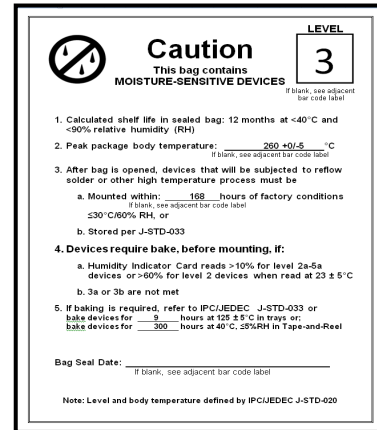 LEVEL
3
Caution
This bag contains
MOISTURE-SENSITIVE DEVICES
If blank, see adjacent
bar code label
1. Calculated shelf life in sealed bag: 12 months at <40°C and
<90% relative humidity (RH)
2. Peak package body temperature: 260 +0/-5 °C
If blank, see adjacent bar code label
3. After bag is opened, devices that will be subjected to reflow
solder or other high temperature process must be
a. Mounted within: 168 hours of factory conditions
If blank, see adjacent bar code label
≤30°C/60% RH, or
b. Stored per J-STD-033
4. Devices require bake, before mounting, if:
a. Humidity Indicator Card reads >10% for level 2a-5a
devices or >60% for level 2 devices when read at 23 ± 5°C
b. 3a or 3b are not met
5. If baking is required, refer to IPC/JEDEC J-STD-033 or
bake devices for 9 hours at 125 ± 5°C in trays or;
bake devices for 300 hours at 40°C, ≤5%RH in Tape-and-Reel
Bag Seal Date:
If blank, see adjacent bar code label
Note: Level and body temperature defined by IPC/JEDEC J-STD-020